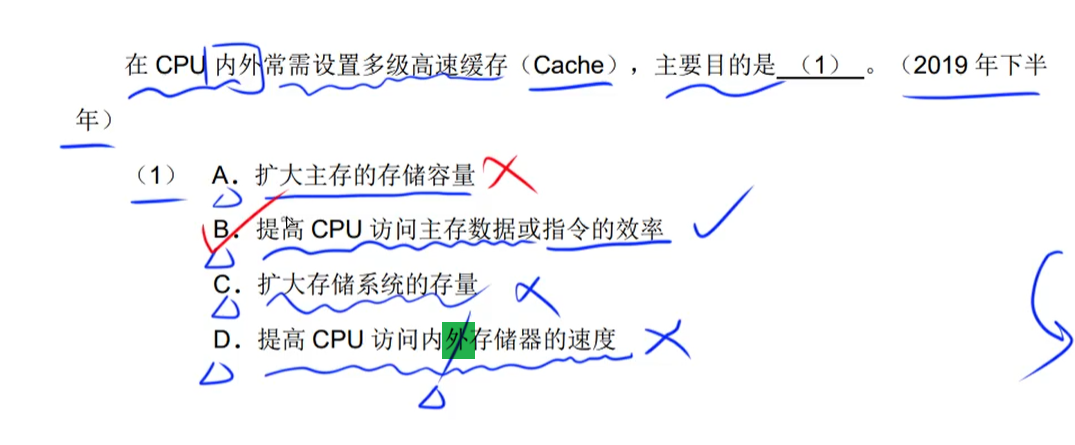 在 CPU 内外常需设置多级高速缓存（Cache），主要目的是 （1） 。（2019 年下半
年）
（1） A．扩大主存的存储容量
B．提高 CPU 访问主存数据或指令的效率
C．扩大存储系统的存量
D．提高 CPU 访问内外存储器的速度